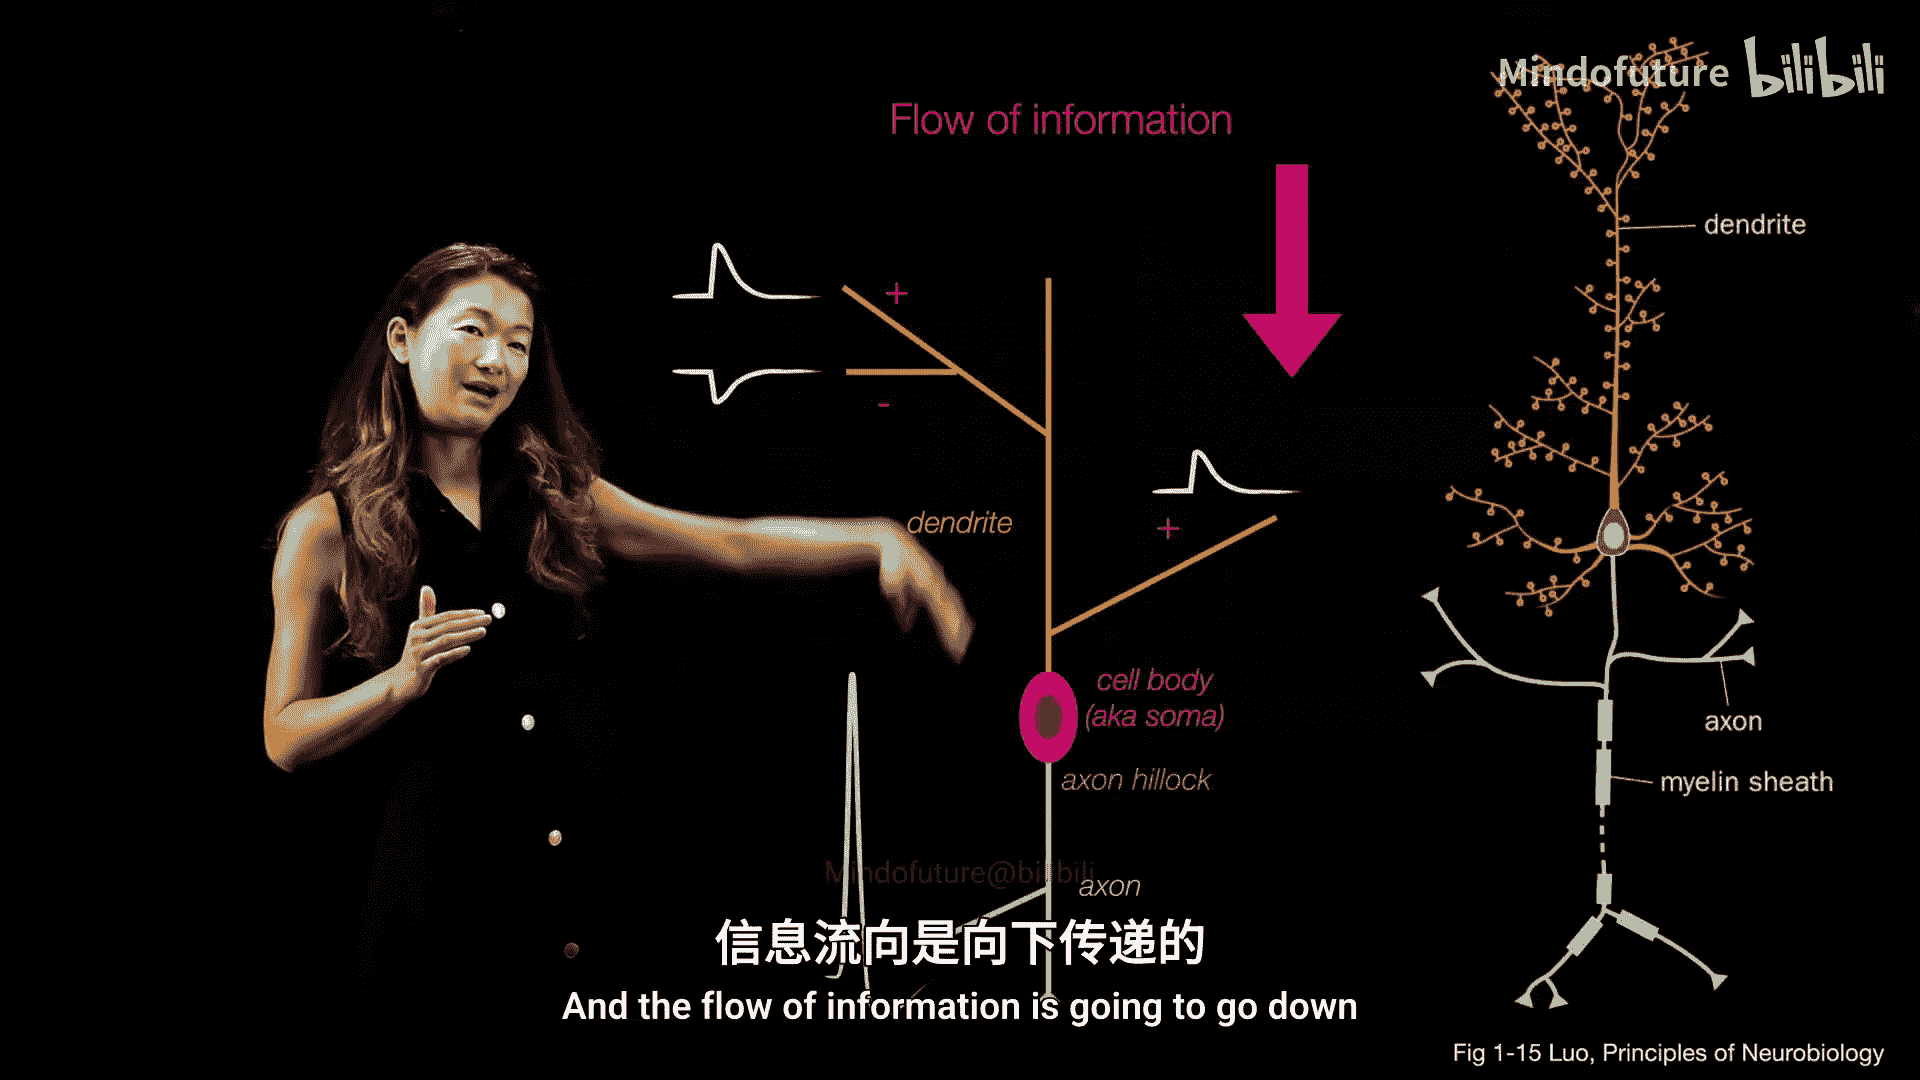 Mindofuture bilibili
Flow of information
+
-
dendrite
dendrite
+
cell body
(aka soma)
axon hillock
axon
myelin sheath
Mindofuture@bilibili
axon
信息流向是向下传递的
And the flow of information is going to go down
Fig 1-15 Luo, Principles of Neurobiology